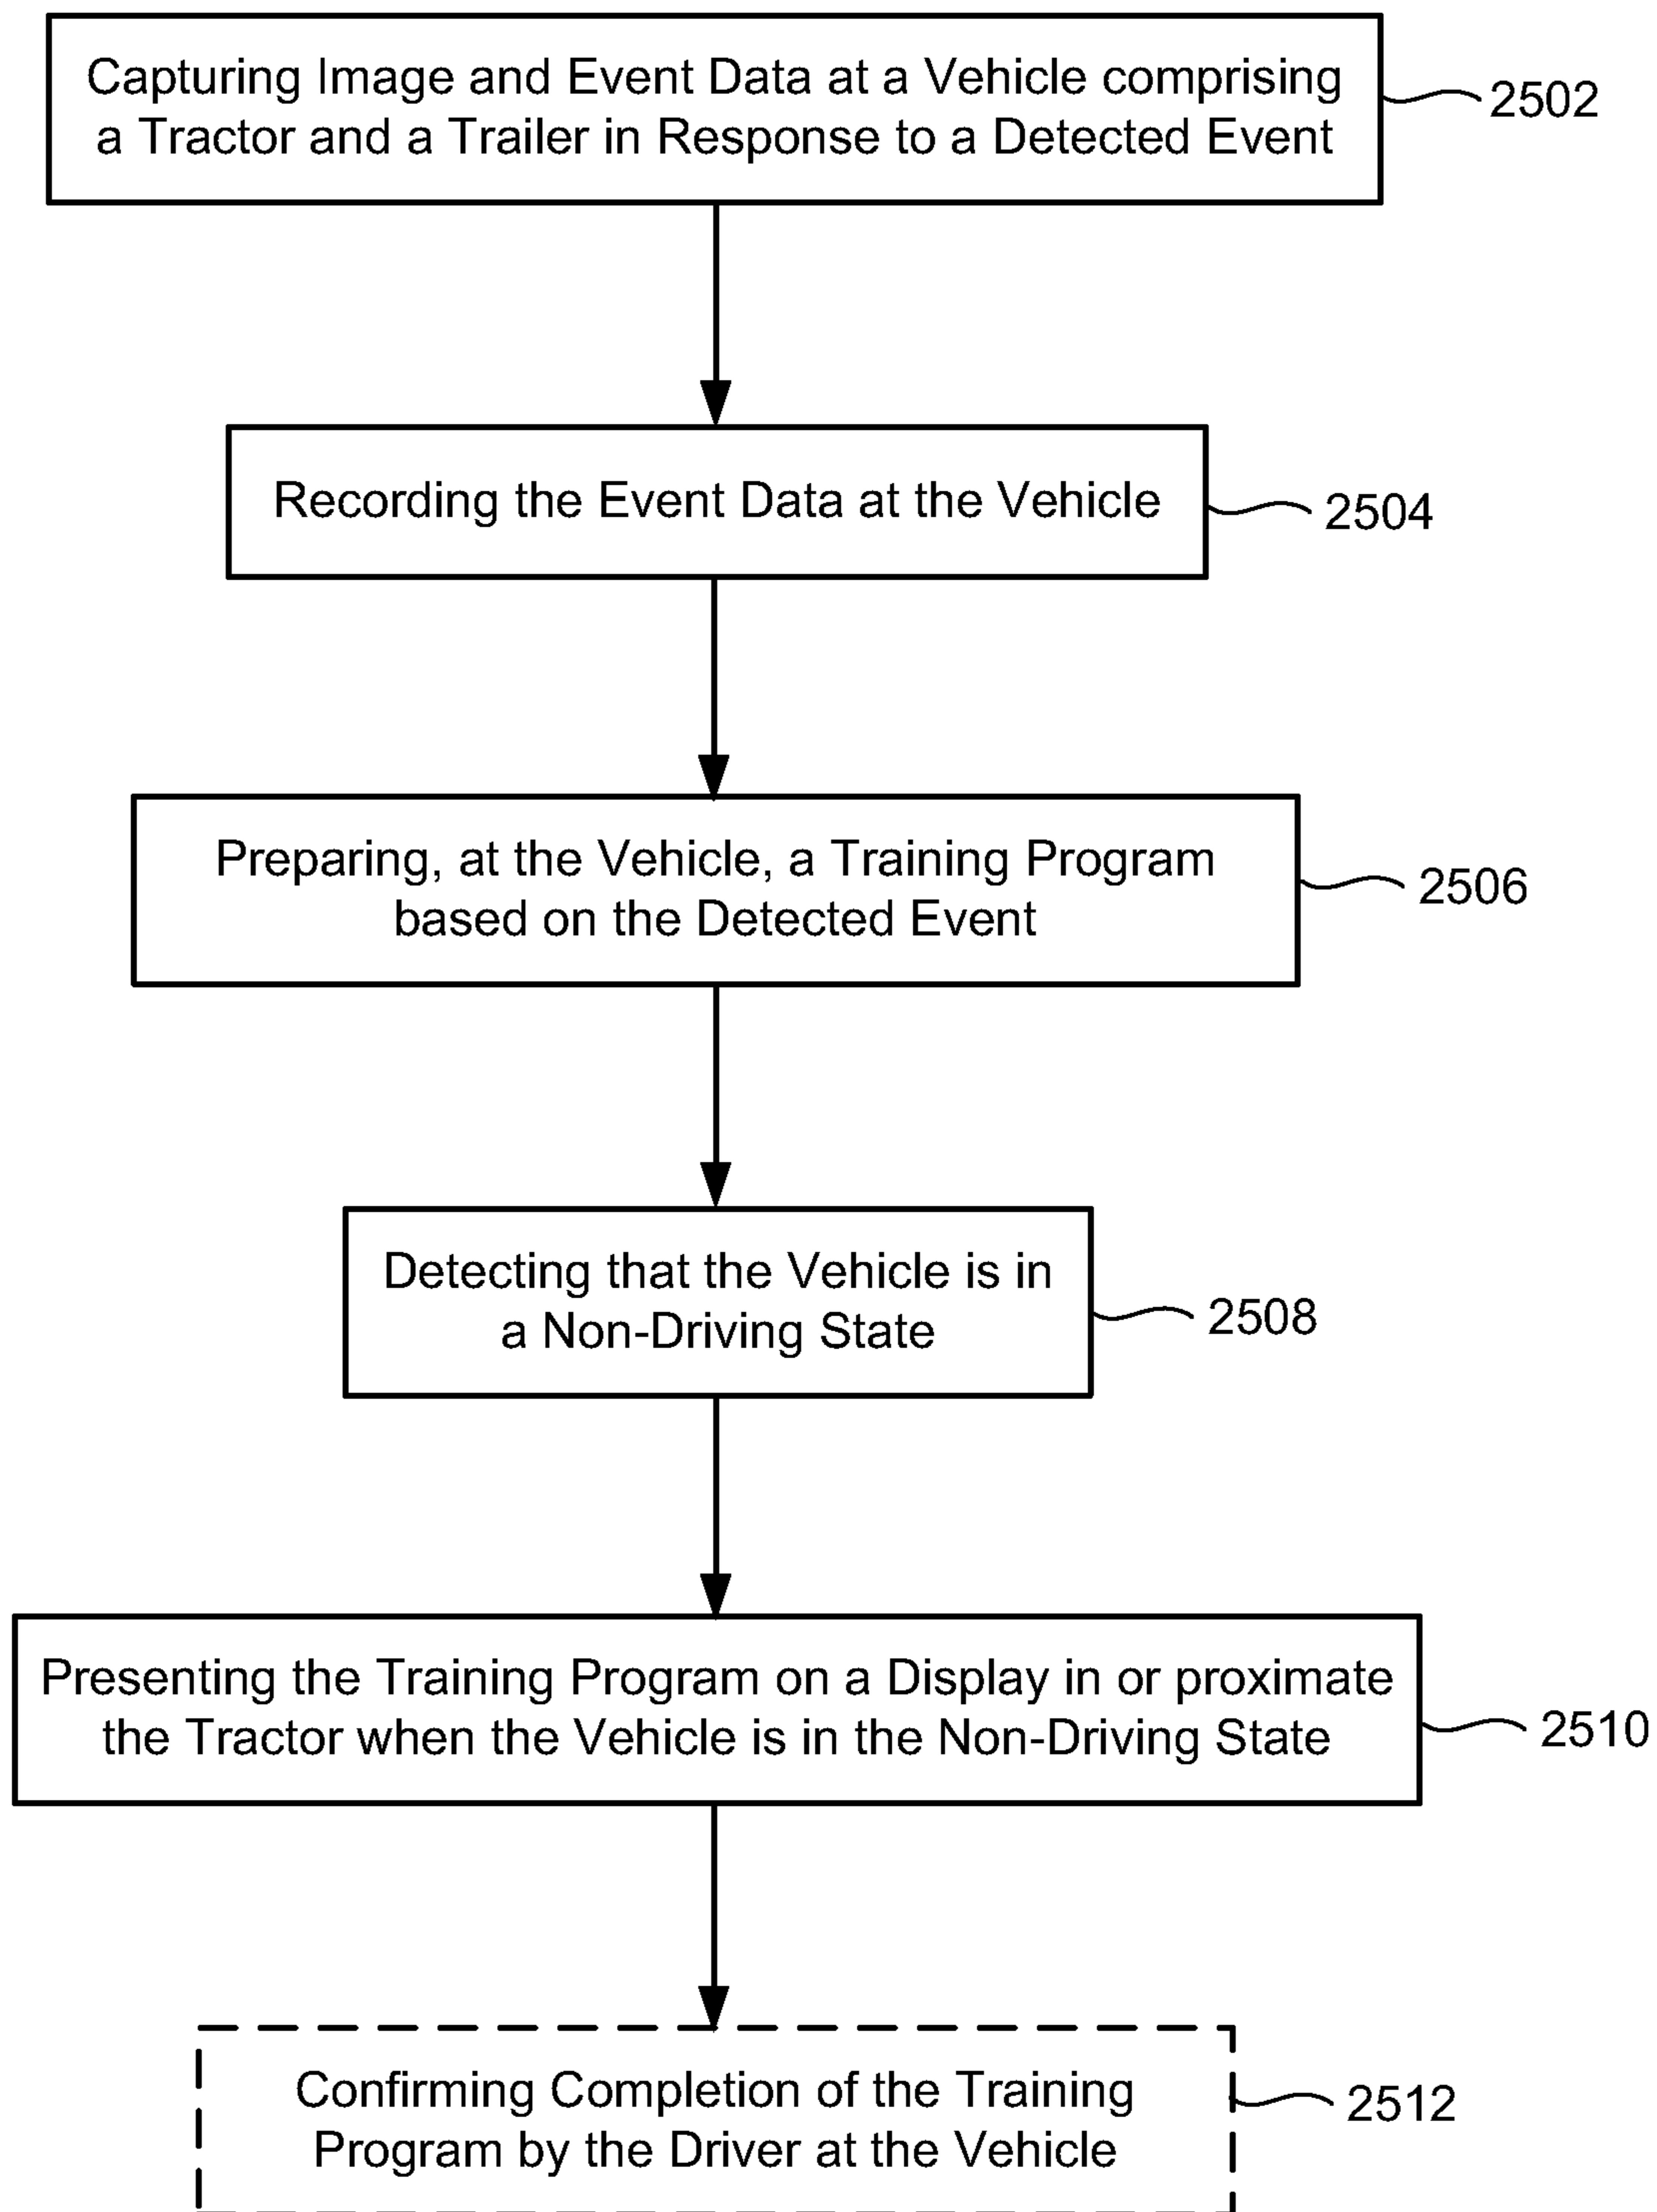 Capturing Image and Event Data at a Vehicle comprising
a Tractor and a Trailer in Response to a Detected Event
2502
Recording the Event Data at the Vehicle
2504
Preparing, at the Vehicle, a Training Program
based on the Detected Event
2506
Detecting that the Vehicle is in
a Non-Driving State
2508
Presenting the Training Program on a Display in or proximate
the Tractor when the Vehicle is in the Non-Driving State
2510
Confirming Completion of the Training
Program by the Driver at the Vehicle
2512